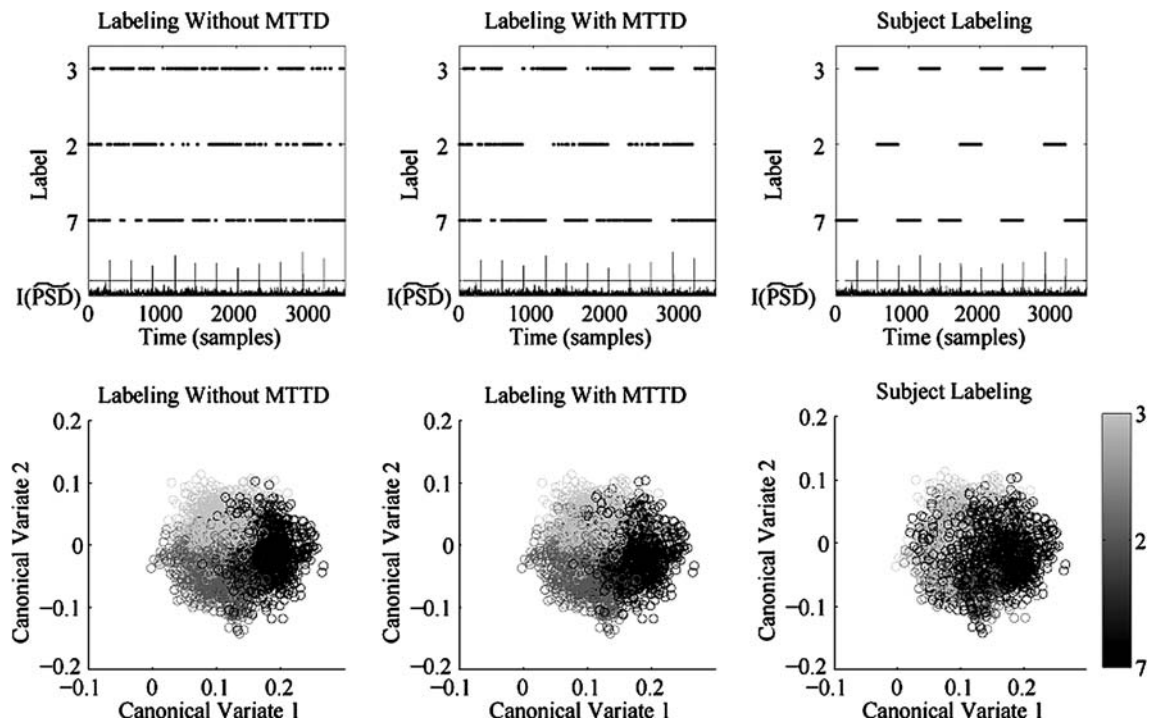 Labeling Without MTTD
Labeling With MTTD
Subject Labeling
Label
3
2
7
I(P͂S͂D͂)
0 1000 2000 3000
Time (samples)
Label
3
2
7
I(P͂S͂D͂)
0 1000 2000 3000
Time (samples)
Label
3
2
7
I(P͂S͂D͂)
0 1000 2000 3000
Time (samples)
Labeling Without MTTD
Labeling With MTTD
Subject Labeling
Canonical Variate 2
0.2
0.1
0
−0.1
−0.2
−0.1 0 0.1 0.2
Canonical Variate 1
Canonical Variate 2
0.2
0.1
0
−0.1
−0.2
−0.1 0 0.1 0.2
Canonical Variate 1
Canonical Variate 2
0.2
0.1
0
−0.1
−0.2
−0.1 0 0.1 0.2
Canonical Variate 1
3
2
7